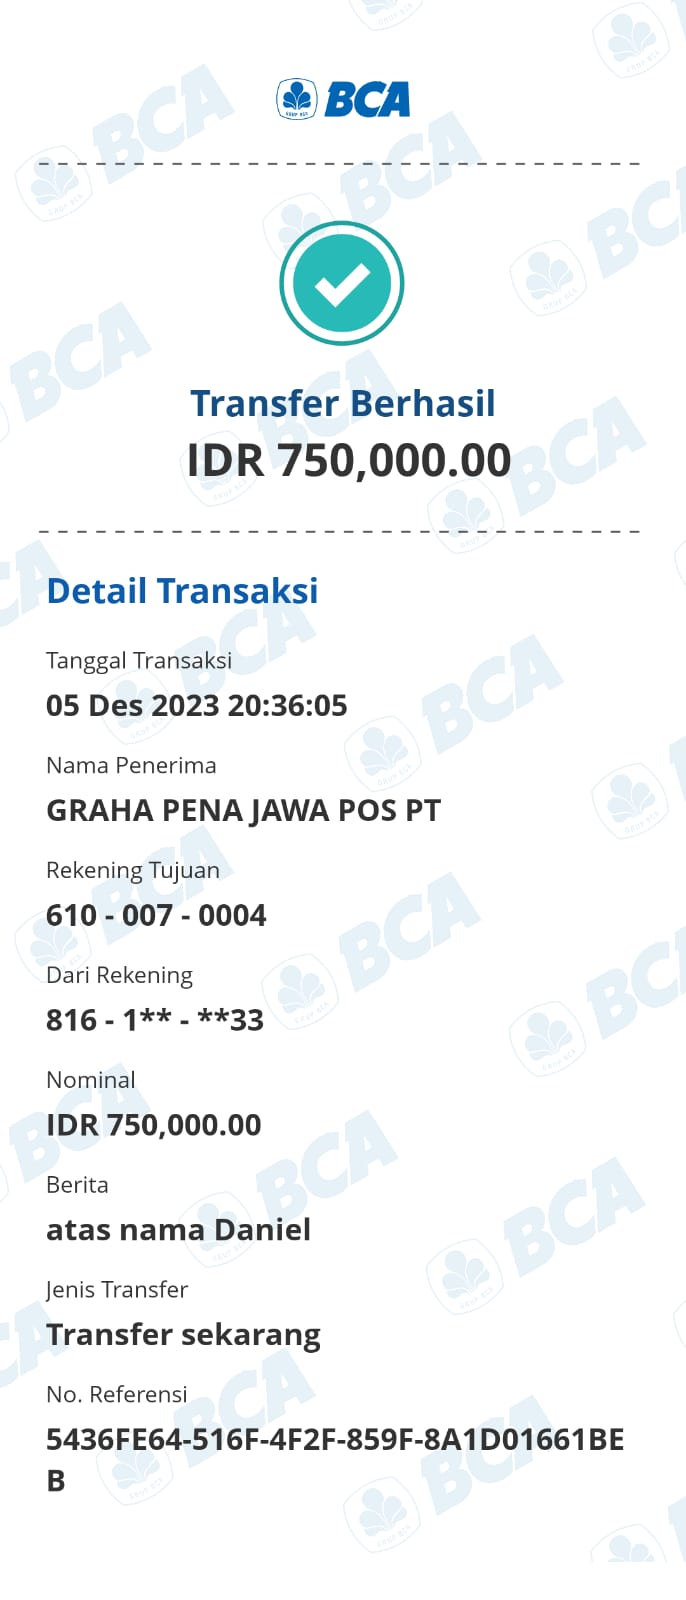 BCA
Transfer Berhasil
IDR 750,000.00
Detail Transaksi
Tanggal Transaksi
05 Des 2023 20:36:05
Nama Penerima
GRAHA PENA JAWA POS PT
Rekening Tujuan
610 - 007 - 0004
Dari Rekening
816 - 1** - **33
Nominal
IDR 750,000.00
Berita
atas nama Daniel
Jenis Transfer
Transfer sekarang
No. Referensi
5436FE64-516F-4F2F-859F-8A1D01661BE
B